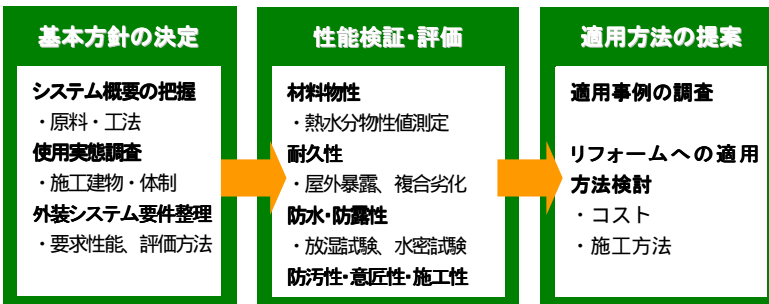 基本方針の決定
システム概要の把握
・原料・工法
使用実態調査
・施工建物・体制
外装システム要件整理
・要求性能、評価方法
性能検証・評価
材料物性
・熱水分物性値測定
耐久性
・屋外暴露、複合劣化
防水・防露性
・放湿試験、水密試験
防汚性・意匠性・施工性
適用方法の提案
適用事例の調査
リフォームへの適用
方法検討
・コスト
・施工方法